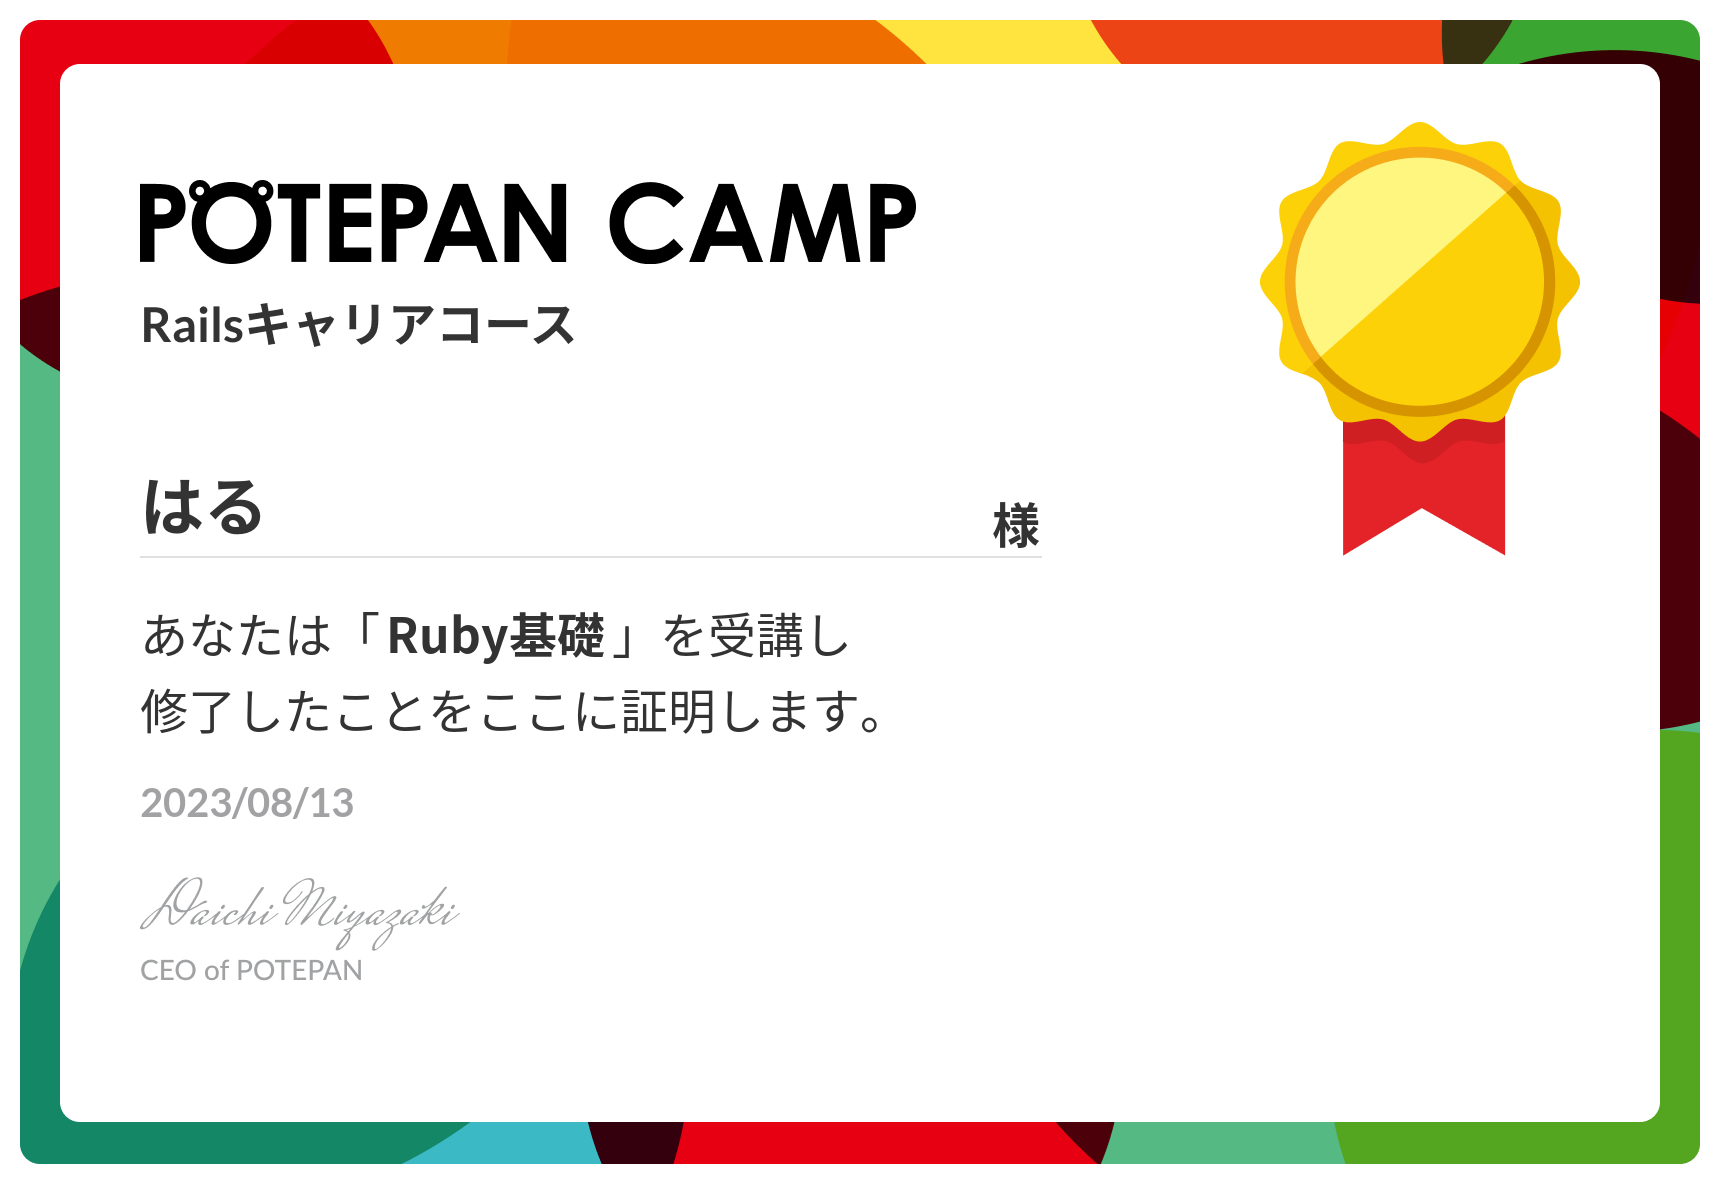 POTEPAN CAMP
Railsキャリアコース
はる 様
あなたは「Ruby基礎」を受講し
修了したことをここに証明します。
2023/08/13
Daichi Miyazaki
CEO of POTEPAN